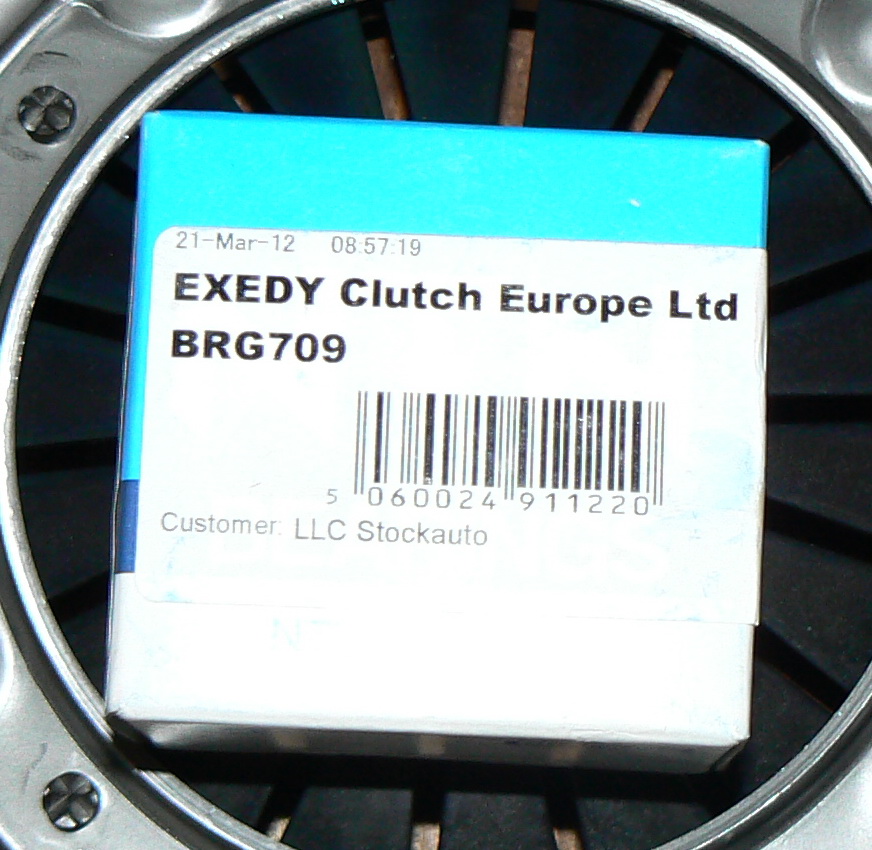 21-Mar-12 08:57:19
EXEDY Clutch Europe Ltd
BRG709
5 060024 911220
Customer: LLC Stockauto